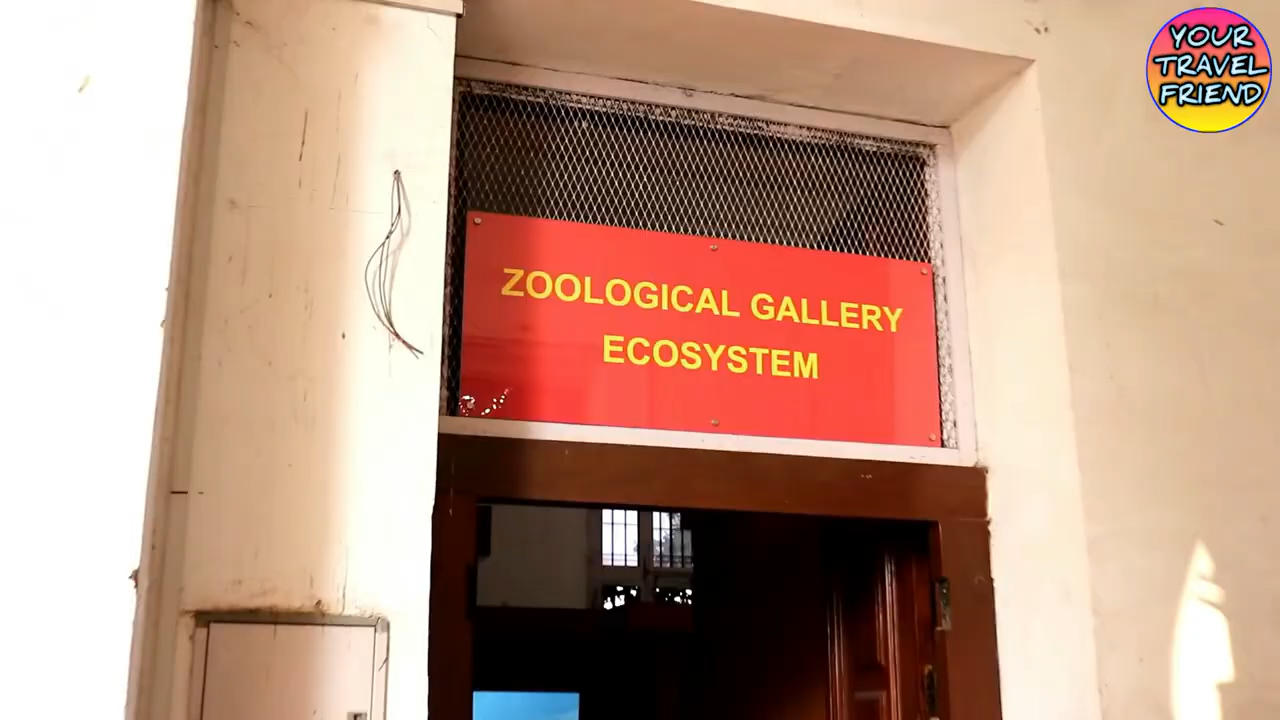 YOUR
TRAVEL
FRIEND
ZOOLOGICAL GALLERY
ECOSYSTEM